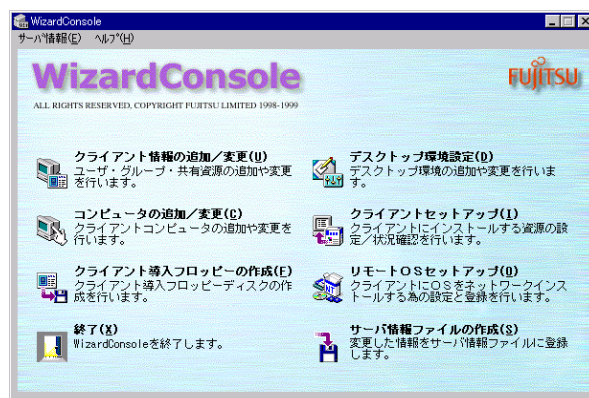 WizardConsole
サーバ情報(E) ヘルプ(H)
WizardConsole
FUJITSU
ALL RIGHTS RESERVED, COPYRIGHT FUJITSU LIMITED 1998-1999
クライアント情報の追加／変更(U)
ユーザ・グループ・共有資源の追加や変更
を行います。
コンピュータの追加／変更(C)
クライアントコンピュータの追加や変更を
行います。
クライアント導入フロッピーの作成(F)
クライアント導入フロッピーディスクの作
成を行います。
終了(X)
WizardConsoleを終了します。
デスクトップ環境設定(D)
デスクトップ環境の追加や変更を行いま
す。
クライアントセットアップ(I)
クライアントにインストールする資源の設
定／状況確認を行います。
リモートＯＳセットアップ(O)
クライアントにＯＳをネットワークインス
トールする為の設定と登録を行います。
サーバ情報ファイルの作成(S)
変更した情報をサーバ情報ファイルに登録
します。